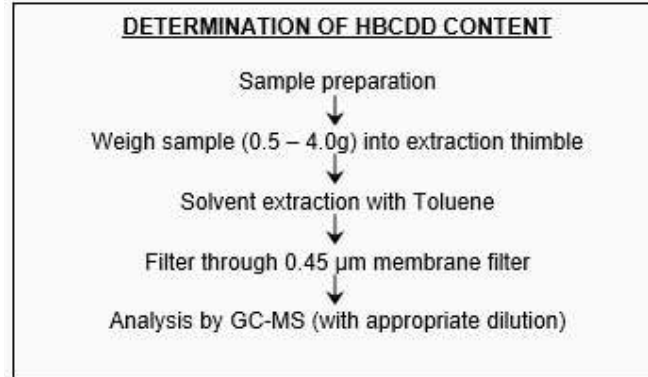 DETERMINATION OF HBCDD CONTENT
Sample preparation
Weigh sample (0.5 – 4.0g) into extraction thimble
Solvent extraction with Toluene
Filter through 0.45 µm membrane filter
Analysis by GC-MS (with appropriate dilution)